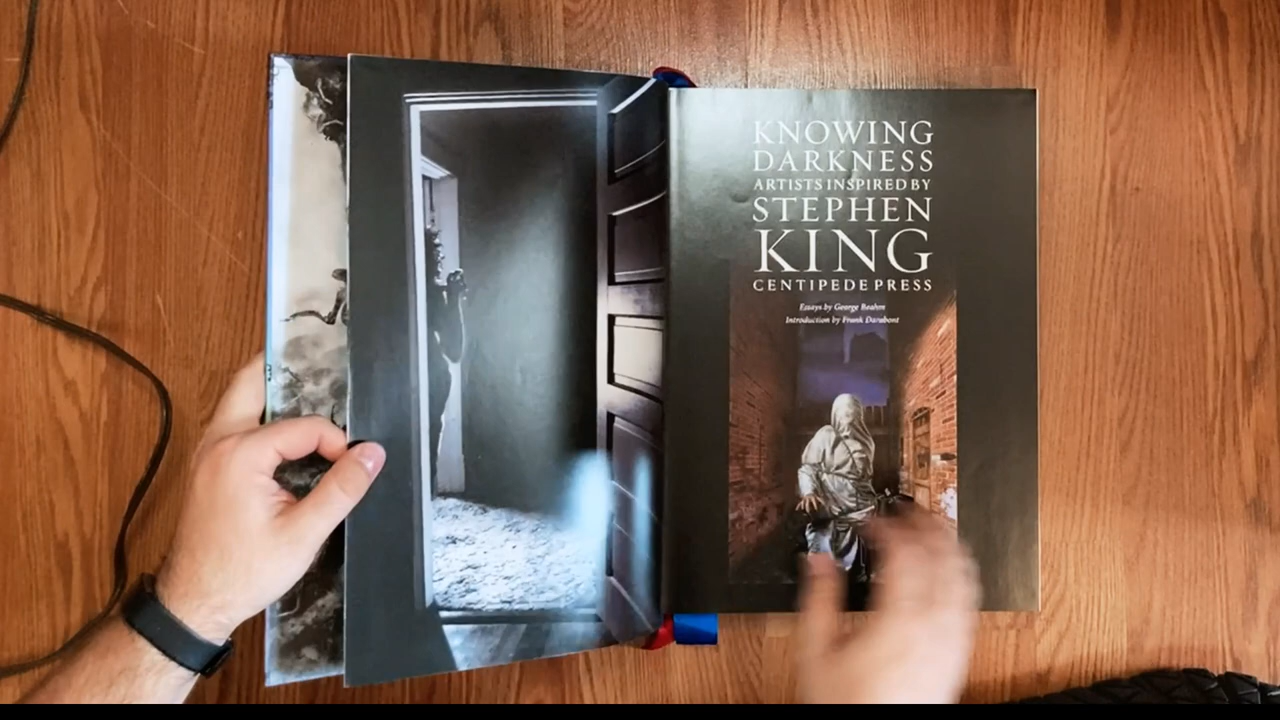 KNOWING
DARKNESS
ARTISTS INSPIRED BY
STEPHEN
KING
CENTIPEDE PRESS
Essays by George Beahm
Introduction by Frank Darabont